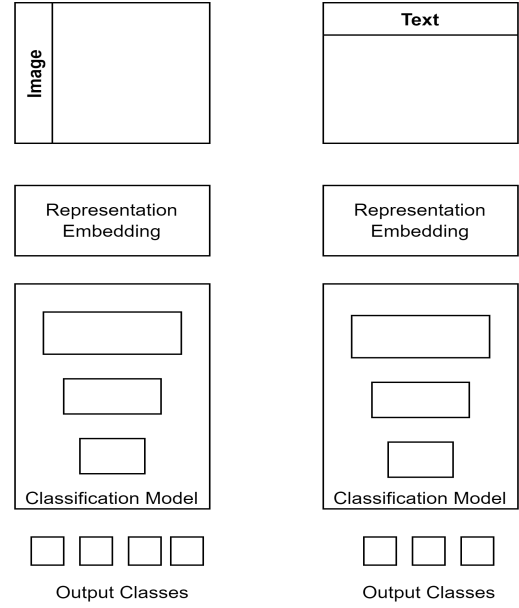 Image
Representation
Embedding
Classification Model
Output Classes
Text
Representation
Embedding
Classification Model
Output Classes